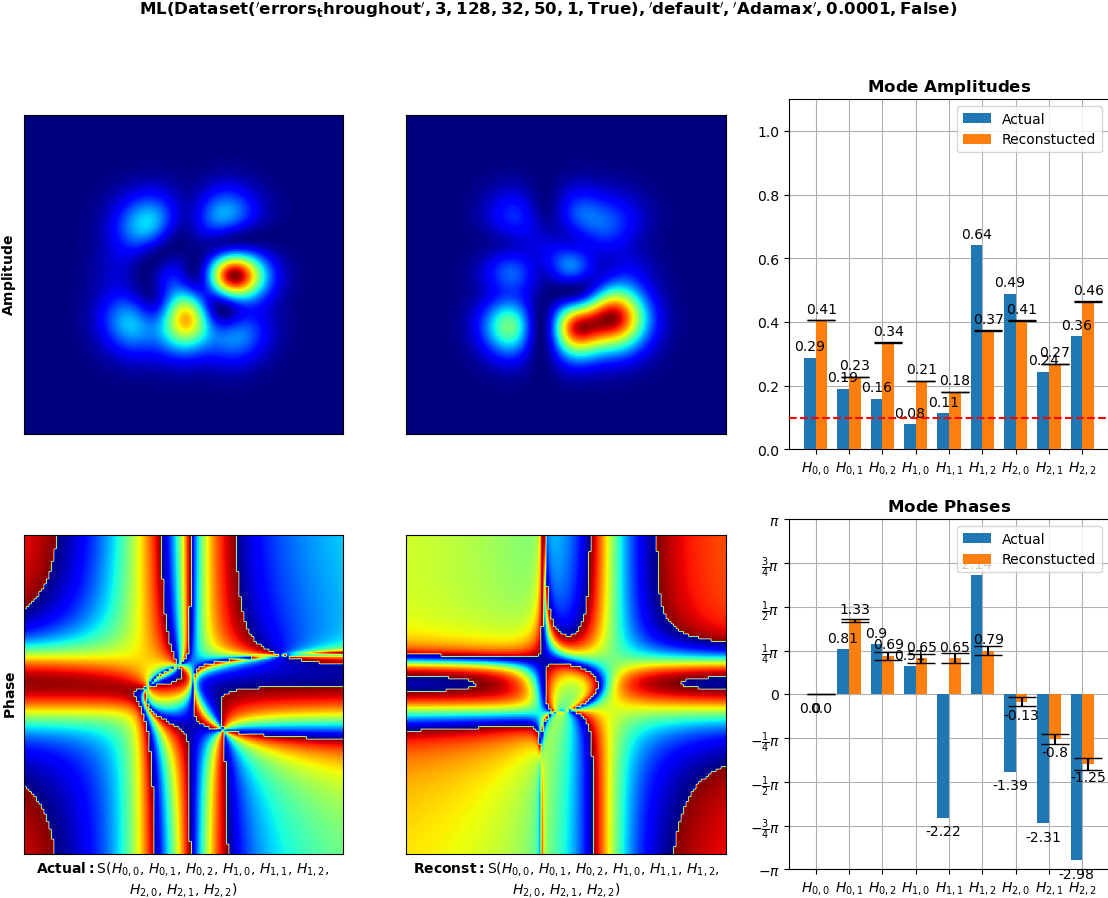 ML(Dataset('errors_throughout', 3, 128, 32, 50, 1, True), 'default', 'Adamax', 0.0001, False)
Amplitude
Mode Amplitudes
Actual
Reconstucted
1.0
0.8
0.6
0.4
0.2
0.0
0.29 0.19 0.16 0.08 0.11 0.64 0.49 0.24 0.36
0.41 0.23 0.34 0.21 0.18 0.37 0.41 0.27 0.46
H0,0 H0,1 H0,2 H1,0 H1,1 H1,2 H2,0 H2,1 H2,2
Phase
Actual: S(H0,0, H0,1, H0,2, H1,0, H1,1, H1,2,
H2,0, H2,1, H2,2)
Reconst: S(H0,0, H0,1, H0,2, H1,0, H1,1, H1,2,
H2,0, H2,1, H2,2)
Mode Phases
Actual
Reconstucted
π
3/4π
1/2π
1/4π
0
−1/4π
−1/2π
−3/4π
−π
0.0 0.81 0.9 -2.22 2.14 -1.39 -2.31 -2.98
0.0 1.33 0.69 0.65 0.65 0.79 -0.13 -0.8 -1.25
H0,0 H0,1 H0,2 H1,0 H1,1 H1,2 H2,0 H2,1 H2,2